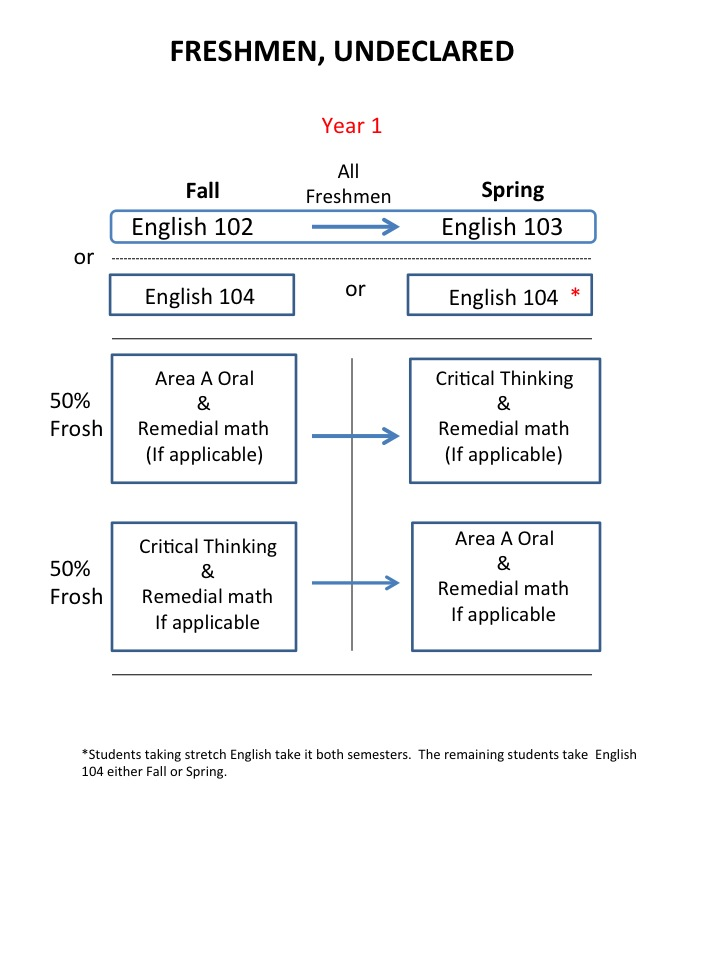 FRESHMEN, UNDECLARED
Year 1
All
Freshmen
Fall
Spring
English 102
English 103
or
English 104
or
English 104 *
50%
Frosh
Area A Oral
&
Remedial math
(If applicable)
Critical Thinking
&
Remedial math
(If applicable)
50%
Frosh
Critical Thinking
&
Remedial math
If applicable
Area A Oral
&
Remedial math
If applicable
*Students taking stretch English take it both semesters.  The remaining students take  English
104 either Fall or Spring.